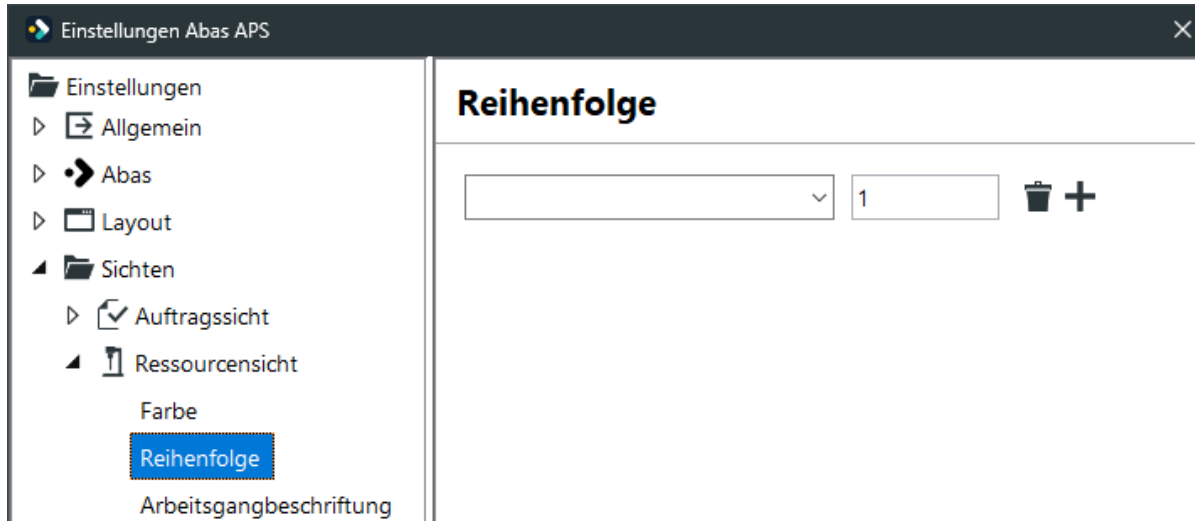 Einstellungen Abas APS
Einstellungen
Allgemein
Abas
Layout
Sichten
Auftragssicht
Ressourcensicht
Farbe
Reihenfolge
Arbeitsgangbeschriftung
Reihenfolge
1